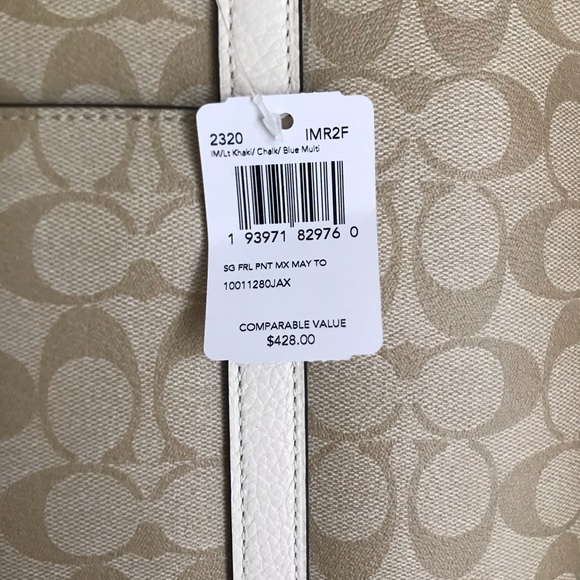 2320 IMR2F
IM/Lt Khaki/ Chalk/ Blue Multi
1 93971 82976 0
SG FRL PNT MX MAY TO
10011280JAX
COMPARABLE VALUE
$428.00